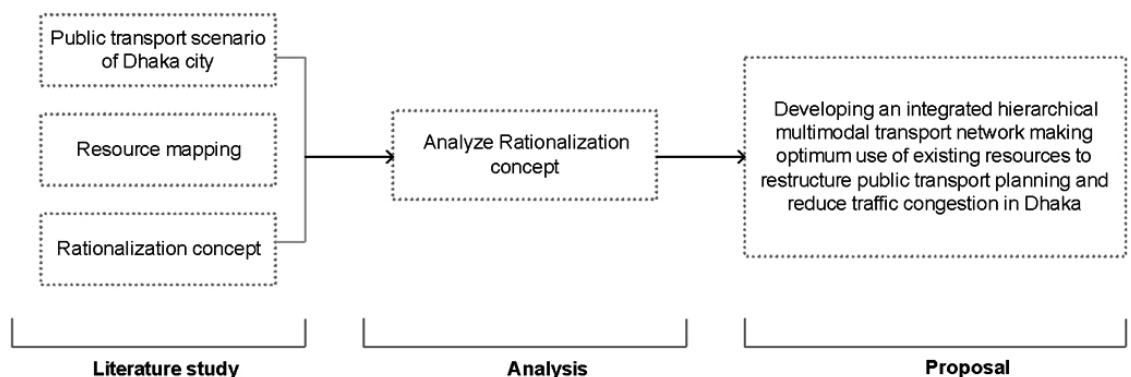 Public transport scenario
of Dhaka city
Resource mapping
Rationalization concept
Analyze Rationalization
concept
Developing an integrated hierarchical
multimodal transport network making
optimum use of existing resources to
restructure public transport planning and
reduce traffic congestion in Dhaka
Literature study
Analysis
Proposal